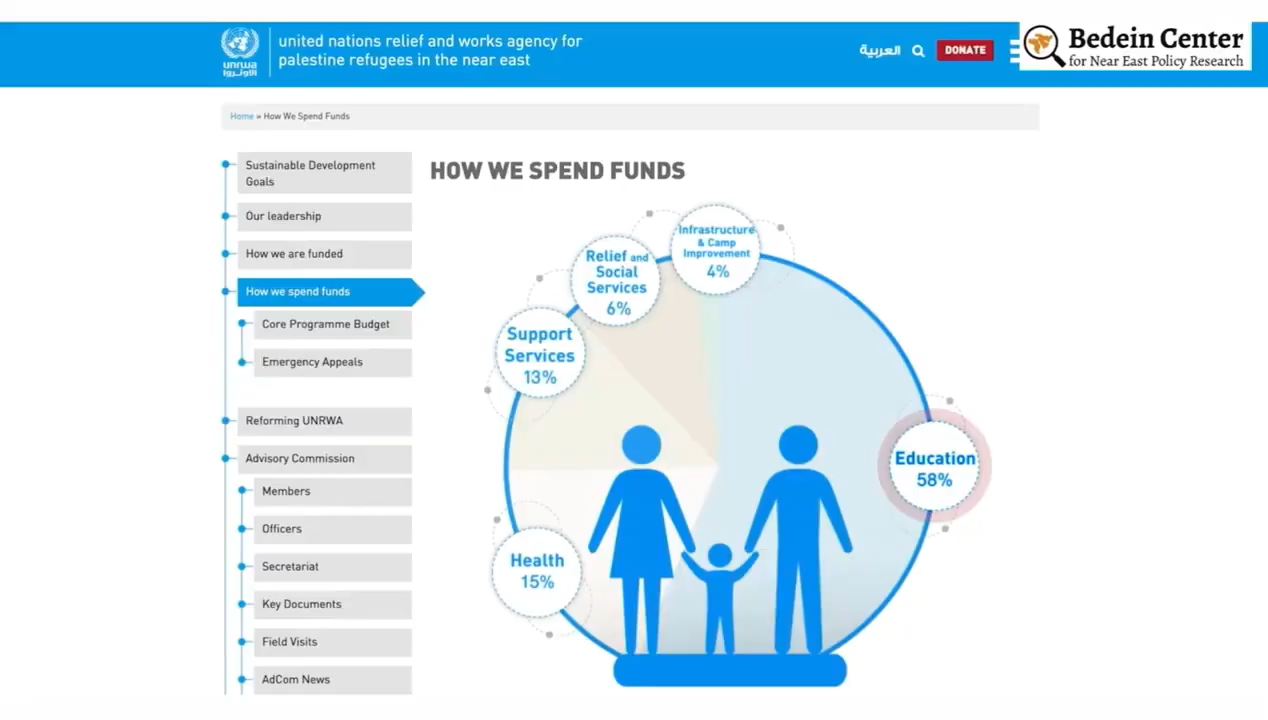 united nations relief and works agency for
palestine refugees in the near east
unrwa
الأونروا
العربية
DONATE
Bedein Center
for Near East Policy Research
Home » How We Spend Funds
Sustainable Development
Goals
Our leadership
How we are funded
How we spend funds
Core Programme Budget
Emergency Appeals
Reforming UNRWA
Advisory Commission
Members
Officers
Secretariat
Key Documents
Field Visits
AdCom News
HOW WE SPEND FUNDS
Infrastructure
& Camp
Improvement
4%
Relief and
Social
Services
6%
Support
Services
13%
Education
58%
Health
15%